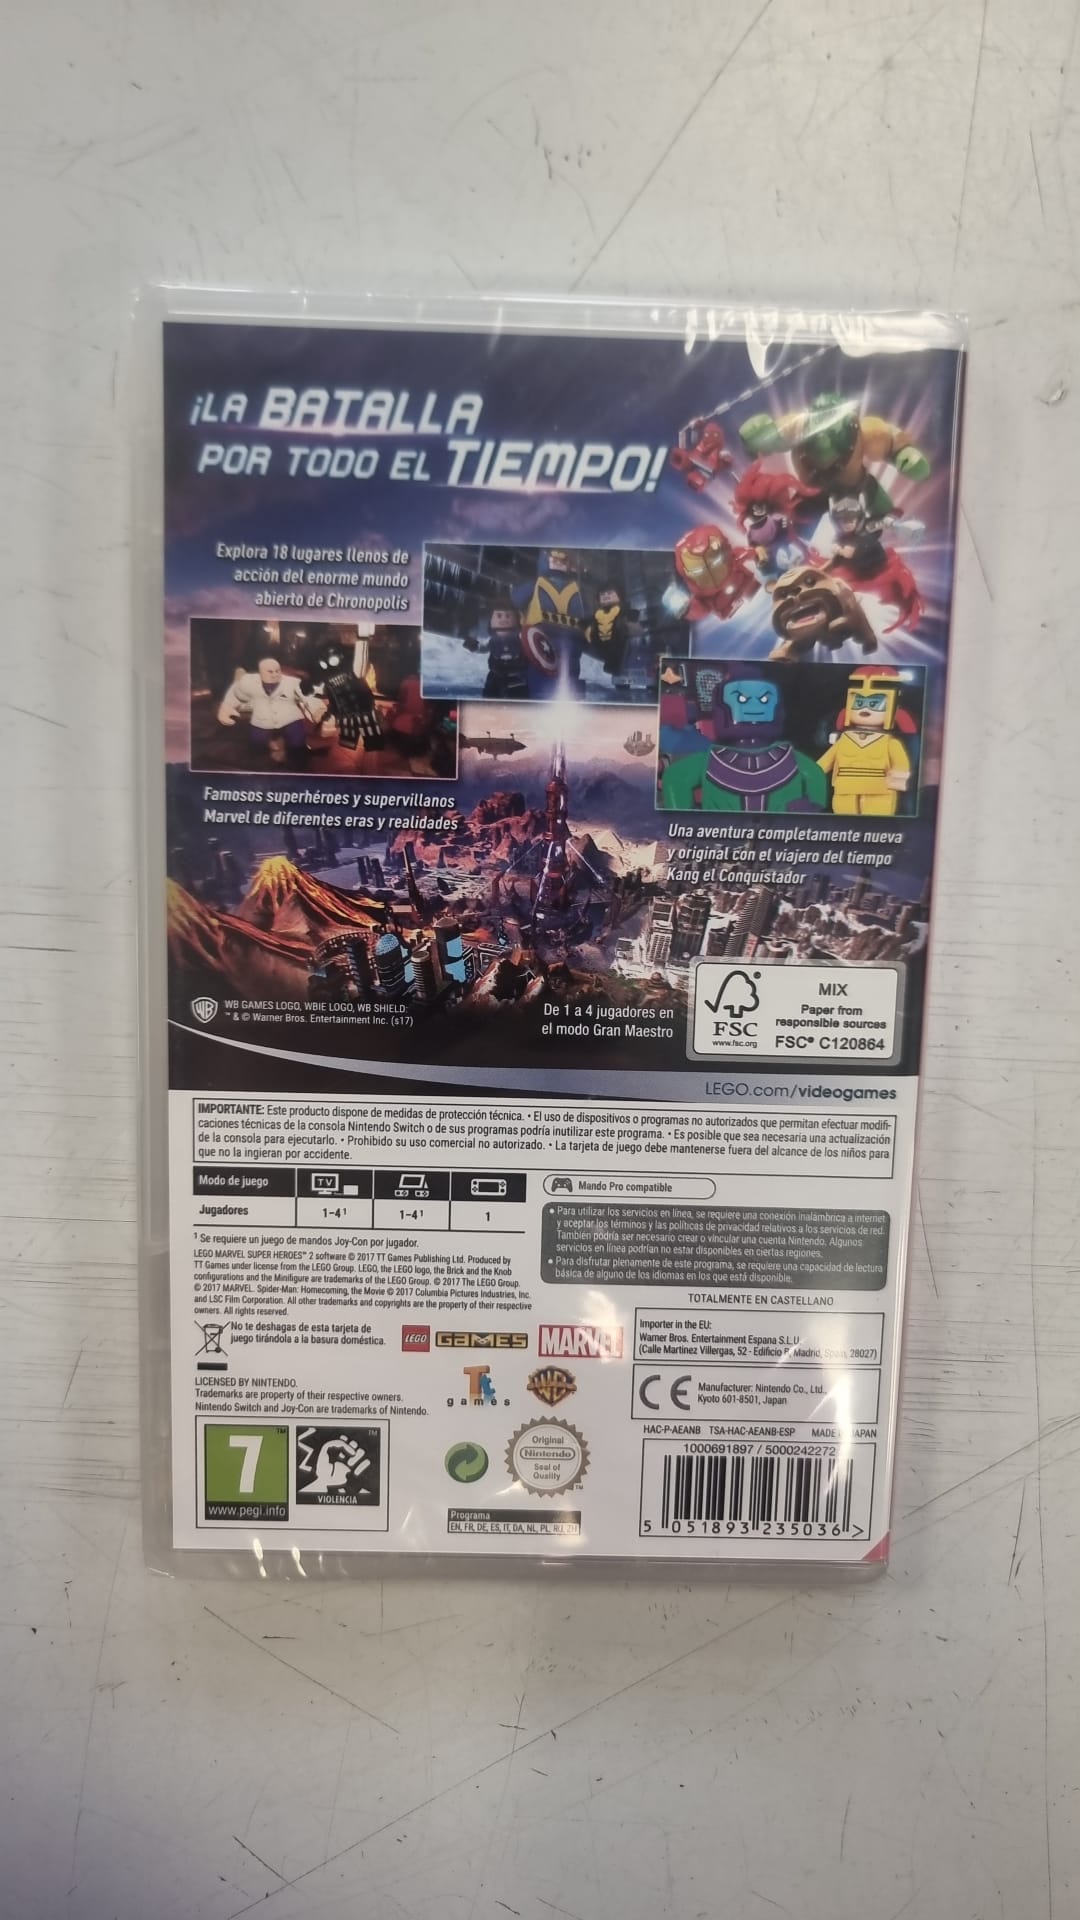 ¡LA BATALLA
POR TODO EL TIEMPO!
Explora 18 lugares llenos de
acción del enorme mundo
abierto de Chronopolis
Famosos superhéroes y supervillanos
Marvel de diferentes eras y realidades
Una aventura completamente nueva
y original con el viajero del tiempo
Kang el Conquistador
WB GAMES LOGO, WBIE LOGO, WB SHIELD:
™ & © Warner Bros. Entertainment Inc. (s17)
De 1 a 4 jugadores en
el modo Gran Maestro
FSC
www.fsc.org
MIX
Paper from
responsible sources
FSC® C120864
LEGO.com/videogames
IMPORTANTE: Este producto dispone de medidas de protección técnica. • El uso de dispositivos o programas no autorizados que permitan efectuar modifi-
caciones técnicas de la consola Nintendo Switch o de sus programas podría inutilizar este programa. • Es posible que sea necesaria una actualización
de la consola para ejecutarlo. • Prohibido su uso comercial no autorizado. • La tarjeta de juego debe mantenerse fuera del alcance de los niños para
que no la ingieran por accidente.
Modo de juego TV
Jugadores 1-4¹ 1-4¹ 1
Mando Pro compatible
• Para utilizar los servicios en línea, se requiere una conexión inalámbrica a internet
y aceptar los términos y las políticas de privacidad relativos a los servicios de red.
También podría ser necesario crear o vincular una cuenta Nintendo. Algunos
servicios en línea podrían no estar disponibles en ciertas regiones.
• Para disfrutar plenamente de este programa, se requiere una capacidad de lectura
básica de alguno de los idiomas en los que está disponible.
¹ Se requiere un juego de mandos Joy-Con por jugador.
LEGO MARVEL SUPER HEROES™ 2 software © 2017 TT Games Publishing Ltd. Produced by
TT Games under license from the LEGO Group. LEGO, the LEGO logo, the Brick and the Knob
configurations and the Minifigure are trademarks of the LEGO Group. © 2017 The LEGO Group.
© 2017 MARVEL. Spider-Man: Homecoming, the Movie © 2017 Columbia Pictures Industries, Inc.
and LSC Film Corporation. All other trademarks and copyrights are the property of their respective
owners. All rights reserved.
TOTALMENTE EN CASTELLANO
Importer in the EU:
Warner Bros. Entertainment Espana S.L.U.
(Calle Martinez Villergas, 52 - Edificio Madrid, Spain, 28027)
No te deshagas de esta tarjeta de
juego tirándola a la basura doméstica.
LEGO GAMES MARVEL
Tt games WB
LICENSED BY NINTENDO.
Trademarks are property of their respective owners.
Nintendo Switch and Joy-Con are trademarks of Nintendo.
CE
Manufacturer: Nintendo Co., Ltd.,
Kyoto 601-8501, Japan
HAC-P-AEANB TSA-HAC-AEANB-ESP MADE JAPAN
1000691897 / 5000242272
5 051893 235036 >
7
www.pegi.info
VIOLENCIA
Original
Nintendo
Seal of
Quality
Programa
EN, FR, DE, ES, IT, DA, NL, PL, RU, ZH